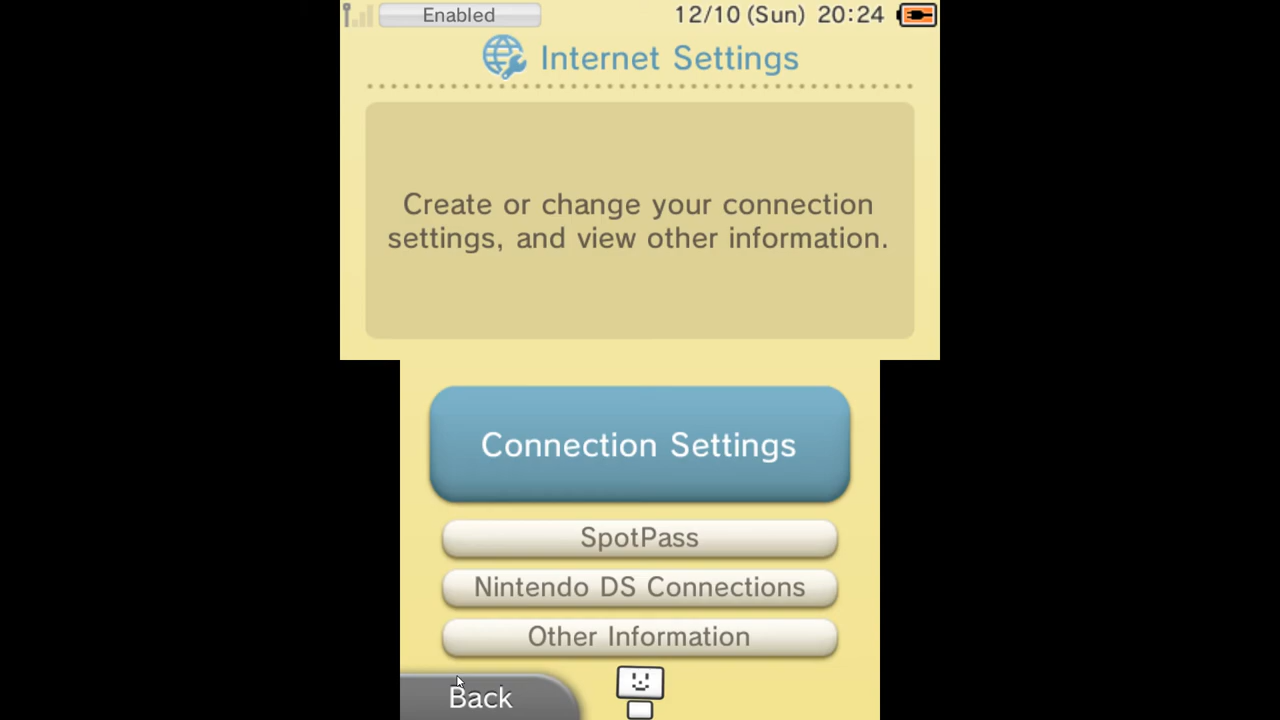 Enabled
12/10 (Sun) 20:24
Internet Settings
Create or change your connection
settings, and view other information.
Connection Settings
SpotPass
Nintendo DS Connections
Other Information
Back